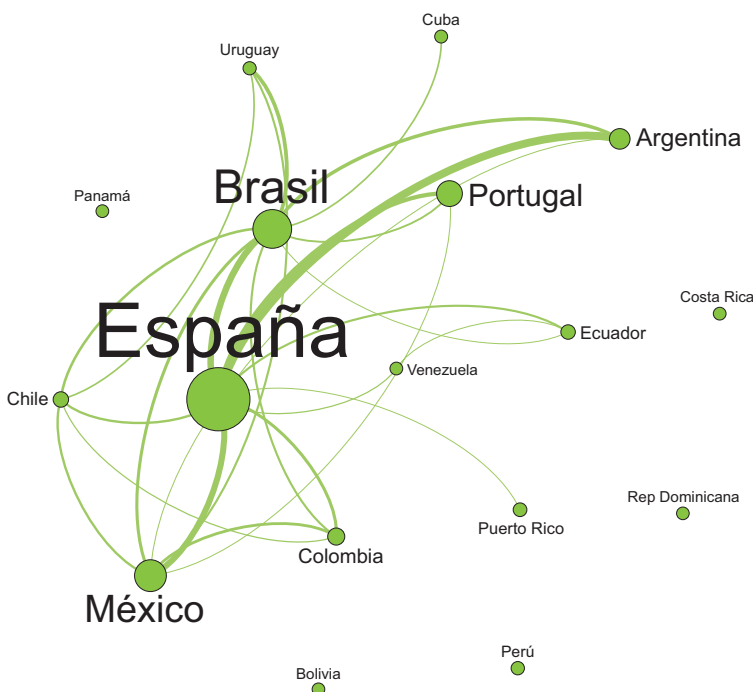 Cuba
Uruguay
Argentina
Brasil
Portugal
Panamá
Costa Rica
España
Ecuador
Venezuela
Chile
Rep Dominicana
Puerto Rico
Colombia
México
Perú
Bolivia